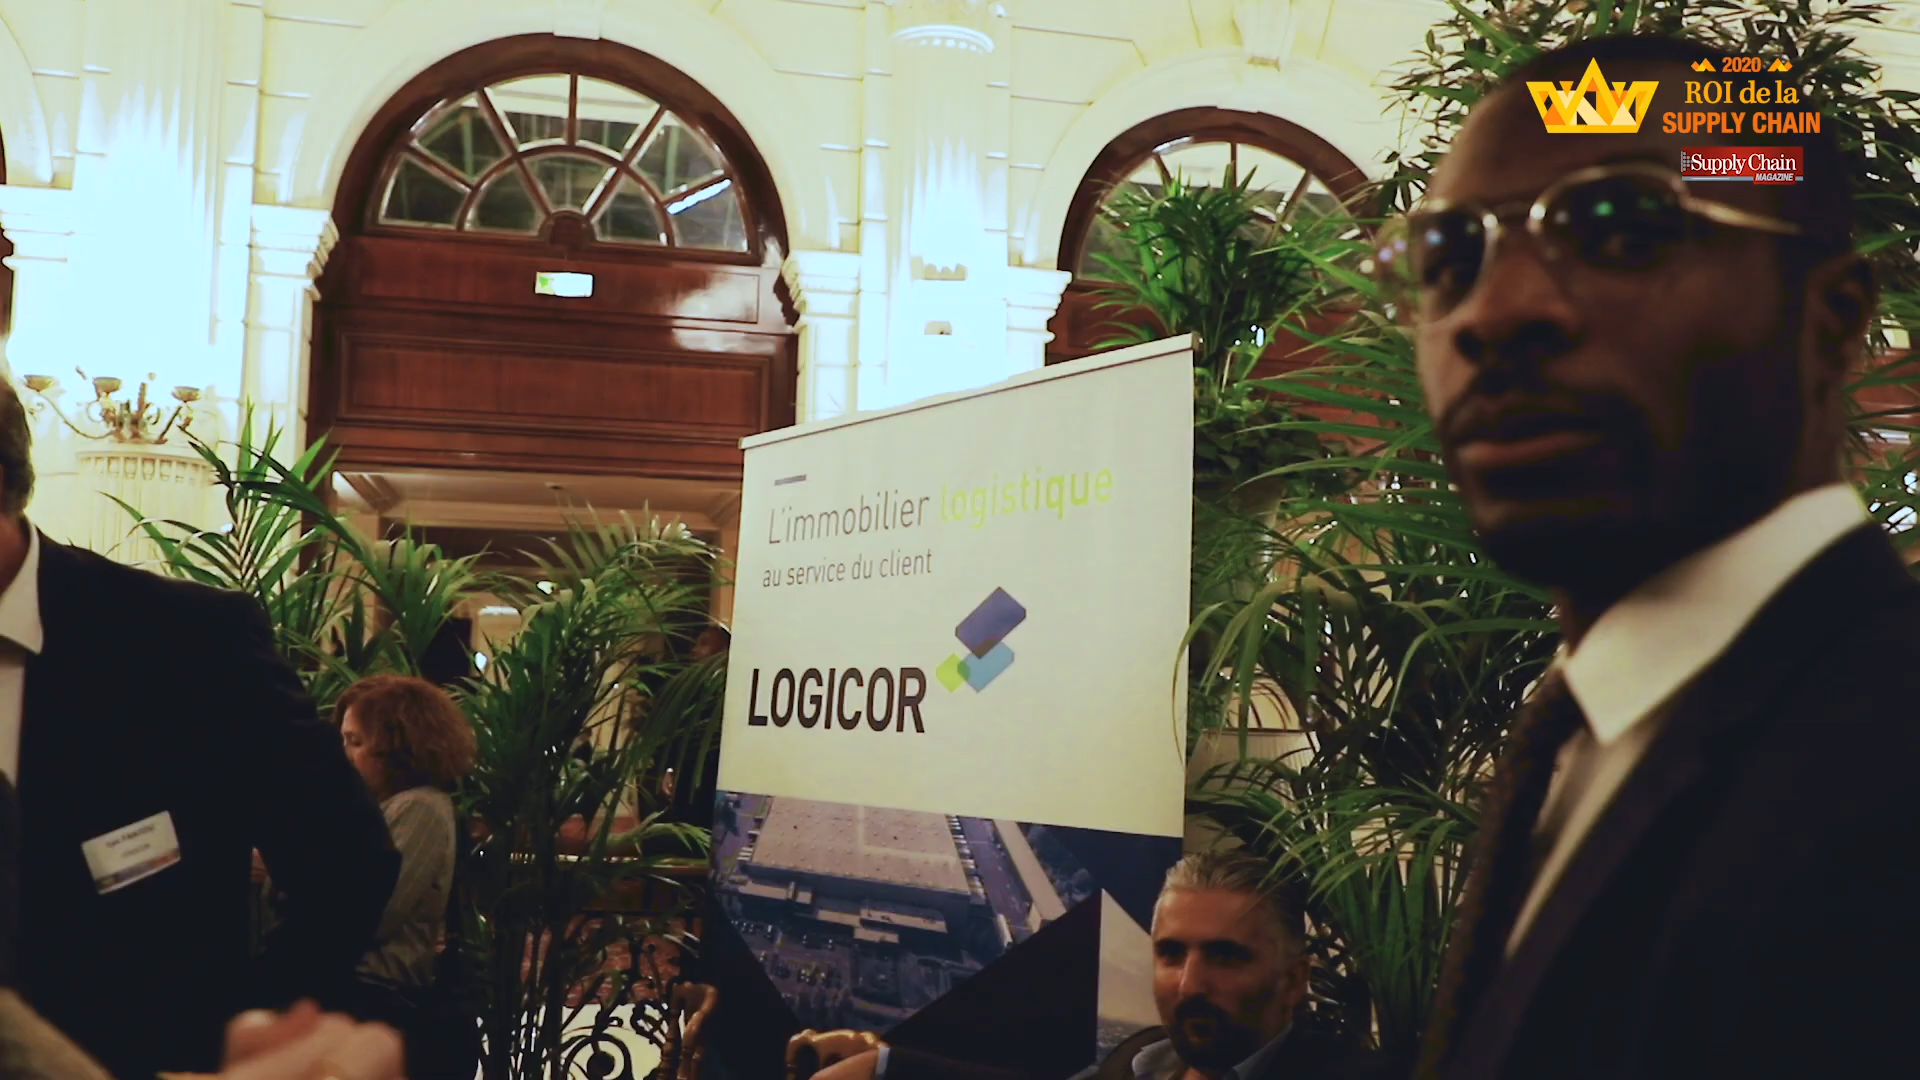 2020
ROI de la
SUPPLY CHAIN
Supply Chain
MAGAZINE
L'immobilier logistique
au service du client
LOGICOR